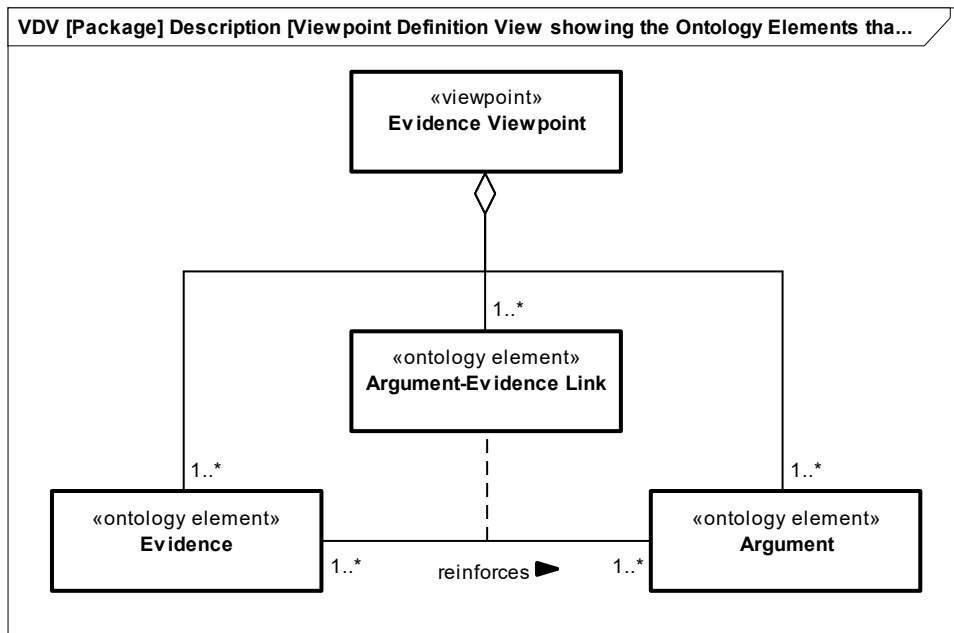 VDV [Package] Description [Viewpoint Definition View showing the Ontology Elements tha...
«viewpoint»
Evidence Viewpoint
1..*
«ontology element»
Argument-Evidence Link
1..*
1..*
«ontology element»
Evidence
«ontology element»
Argument
1..*
reinforces
1..*